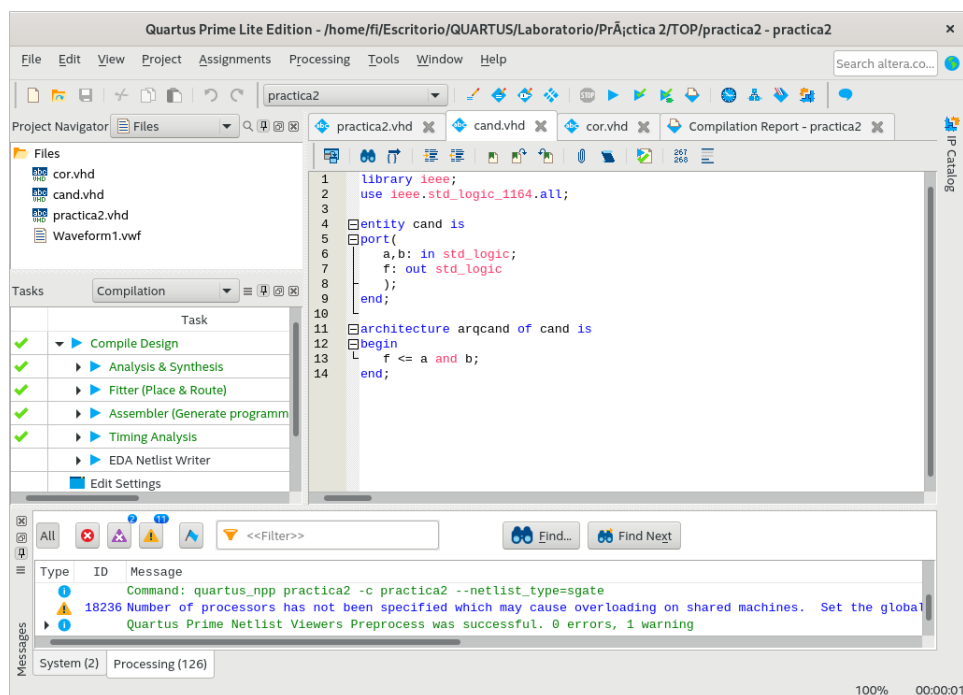 Quartus Prime Lite Edition - /home/fi/Escritorio/QUARTUS/Laboratorio/PrÃ¡ctica 2/TOP/practica2 - practica2
File Edit View Project Assignments Processing Tools Window Help
Search altera.co...
practica2
STOP
Project Navigator Files
practica2.vhd cand.vhd cor.vhd Compilation Report - practica2
IP Catalog
Files
cor.vhd
cand.vhd
practica2.vhd
Waveform1.vwf
267
268
1 library ieee;
2 use ieee.std_logic_1164.all;
3
4 entity cand is
5 port(
6 a,b: in std_logic;
7 f: out std_logic
8 );
9 end;
10
11 architecture arqcand of cand is
12 begin
13 f <= a and b;
14 end;
Tasks Compilation
Task
Compile Design
Analysis & Synthesis
Fitter (Place & Route)
Assembler (Generate programm
Timing Analysis
EDA Netlist Writer
Edit Settings
All 2 11 <<Filter>> Find... Find Next
Type ID Message
Command: quartus_npp practica2 -c practica2 --netlist_type=sgate
18236 Number of processors has not been specified which may cause overloading on shared machines. Set the global
Quartus Prime Netlist Viewers Preprocess was successful. 0 errors, 1 warning
Messages
System (2) Processing (126)
100% 00:00:01